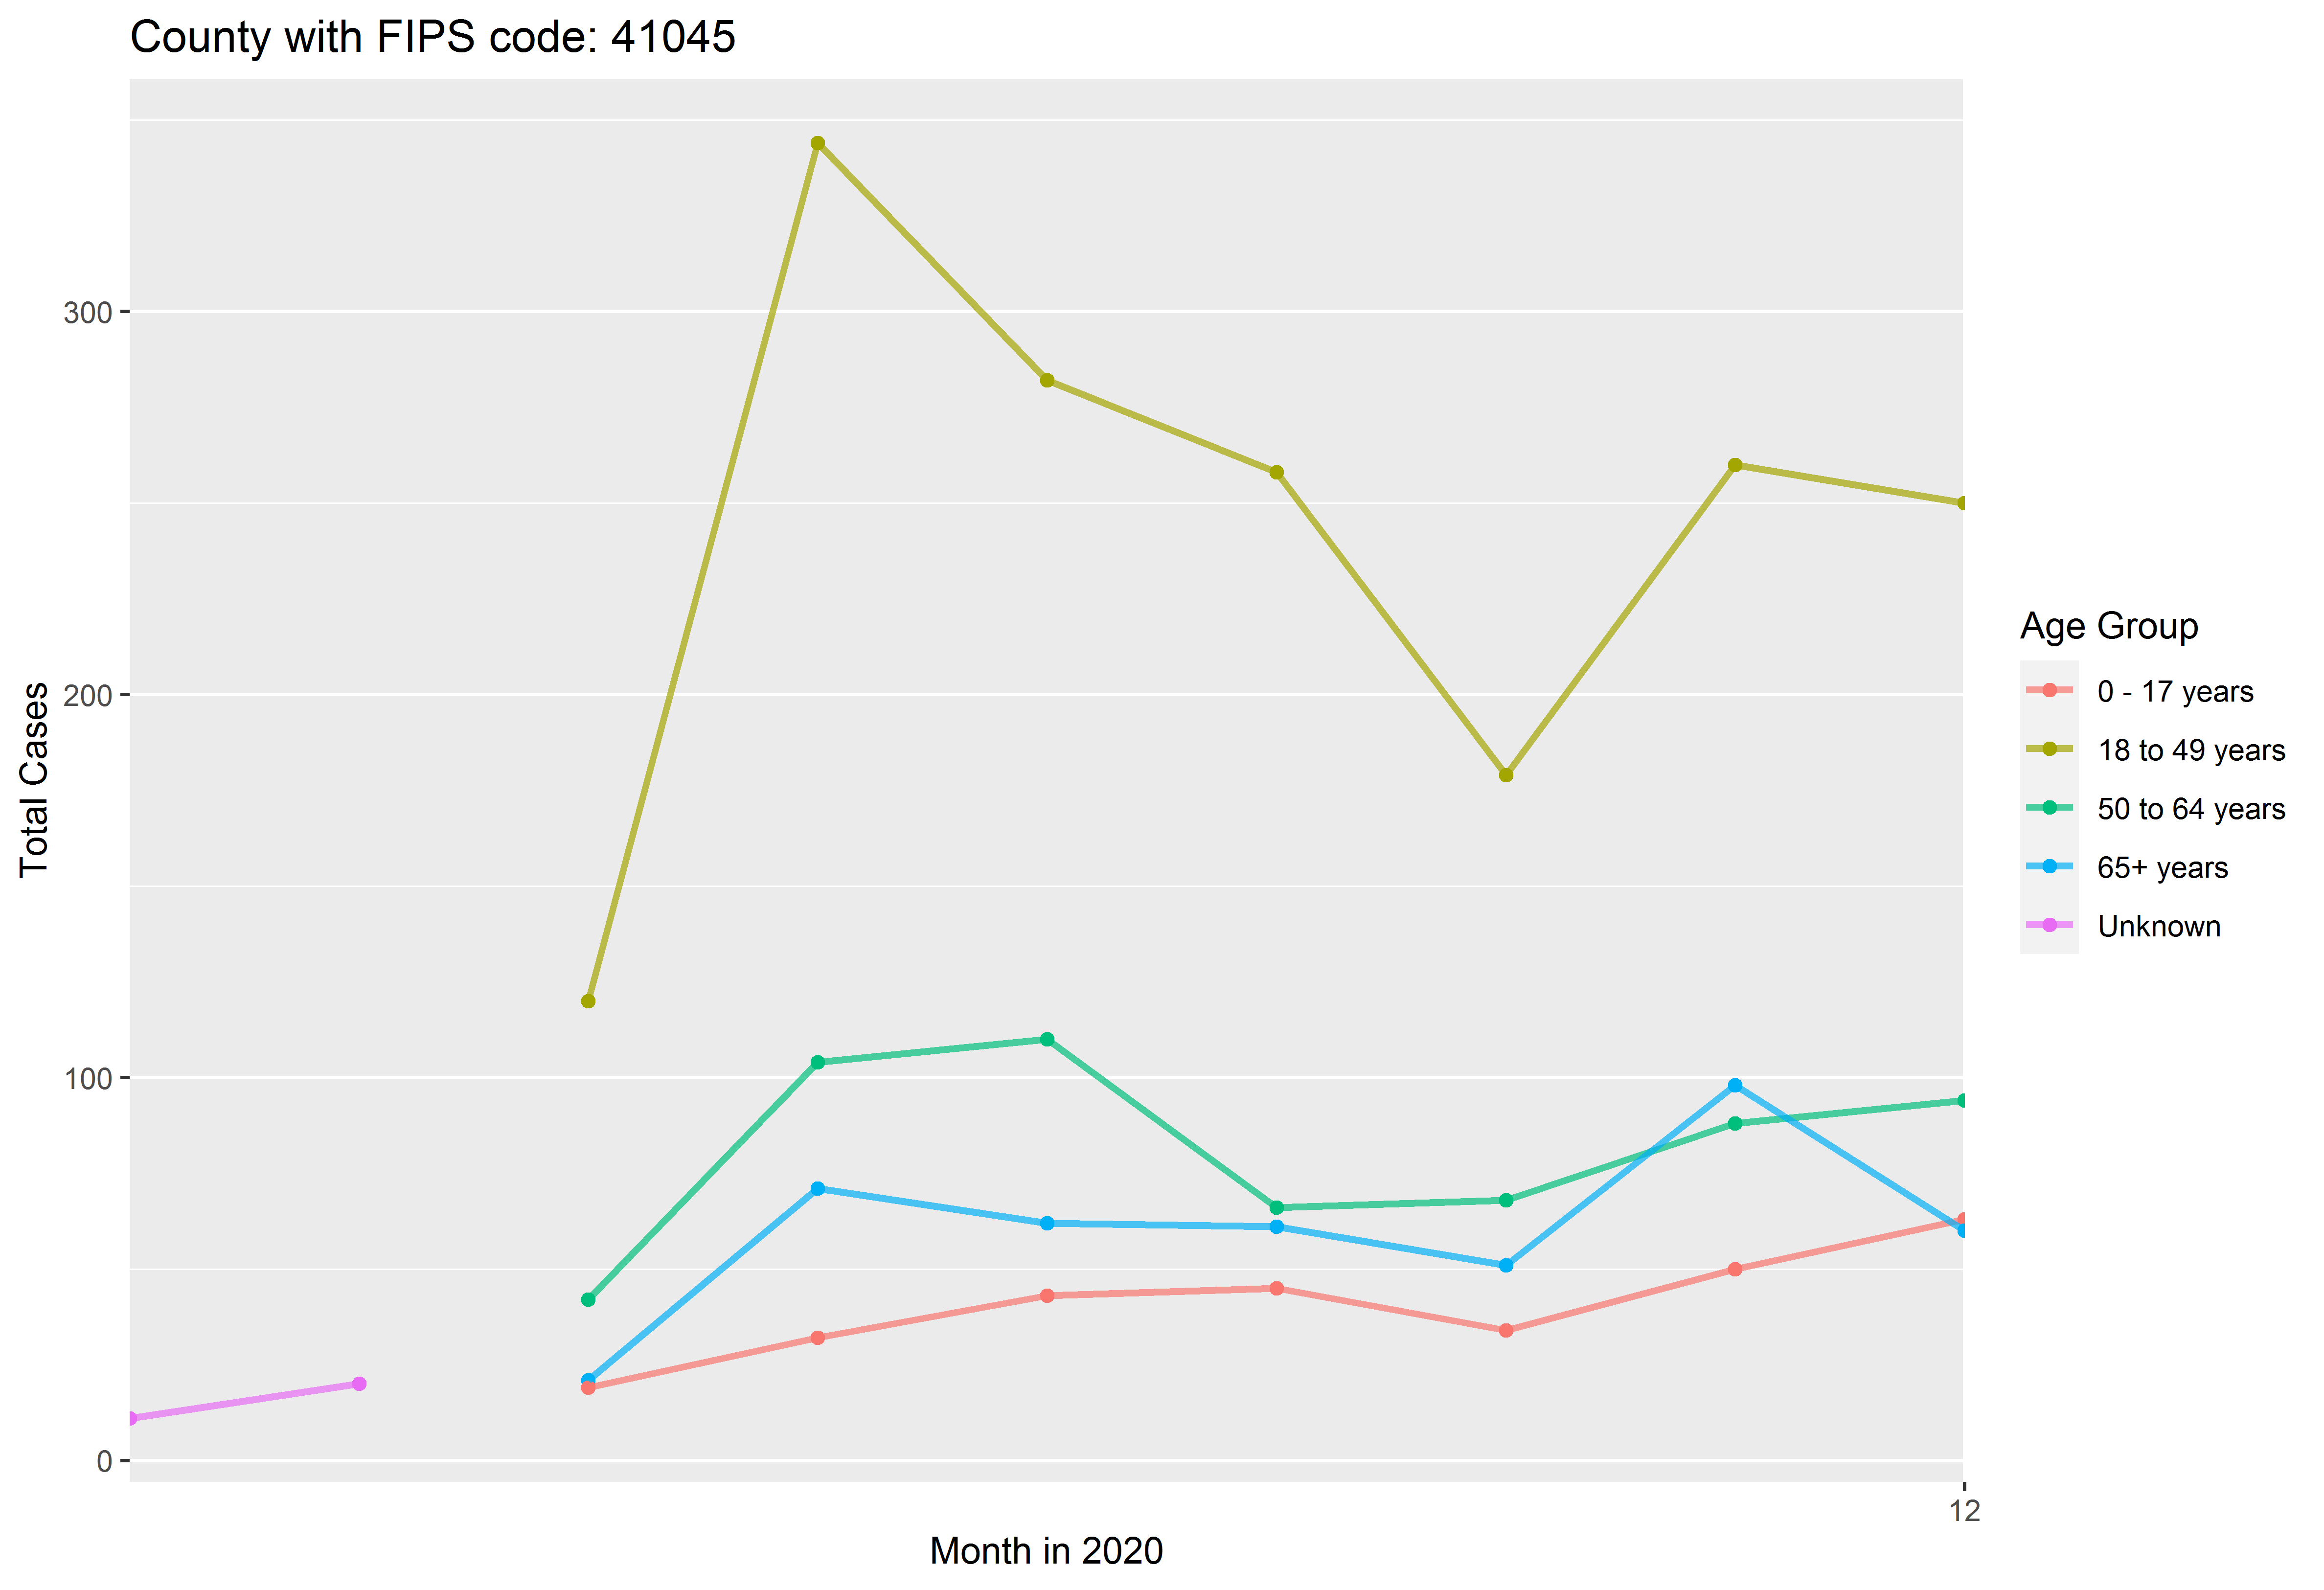 County with FIPS code: 41045
Total Cases
300
200
100
0
12
Month in 2020
Age Group
0 - 17 years
18 to 49 years
50 to 64 years
65+ years
Unknown